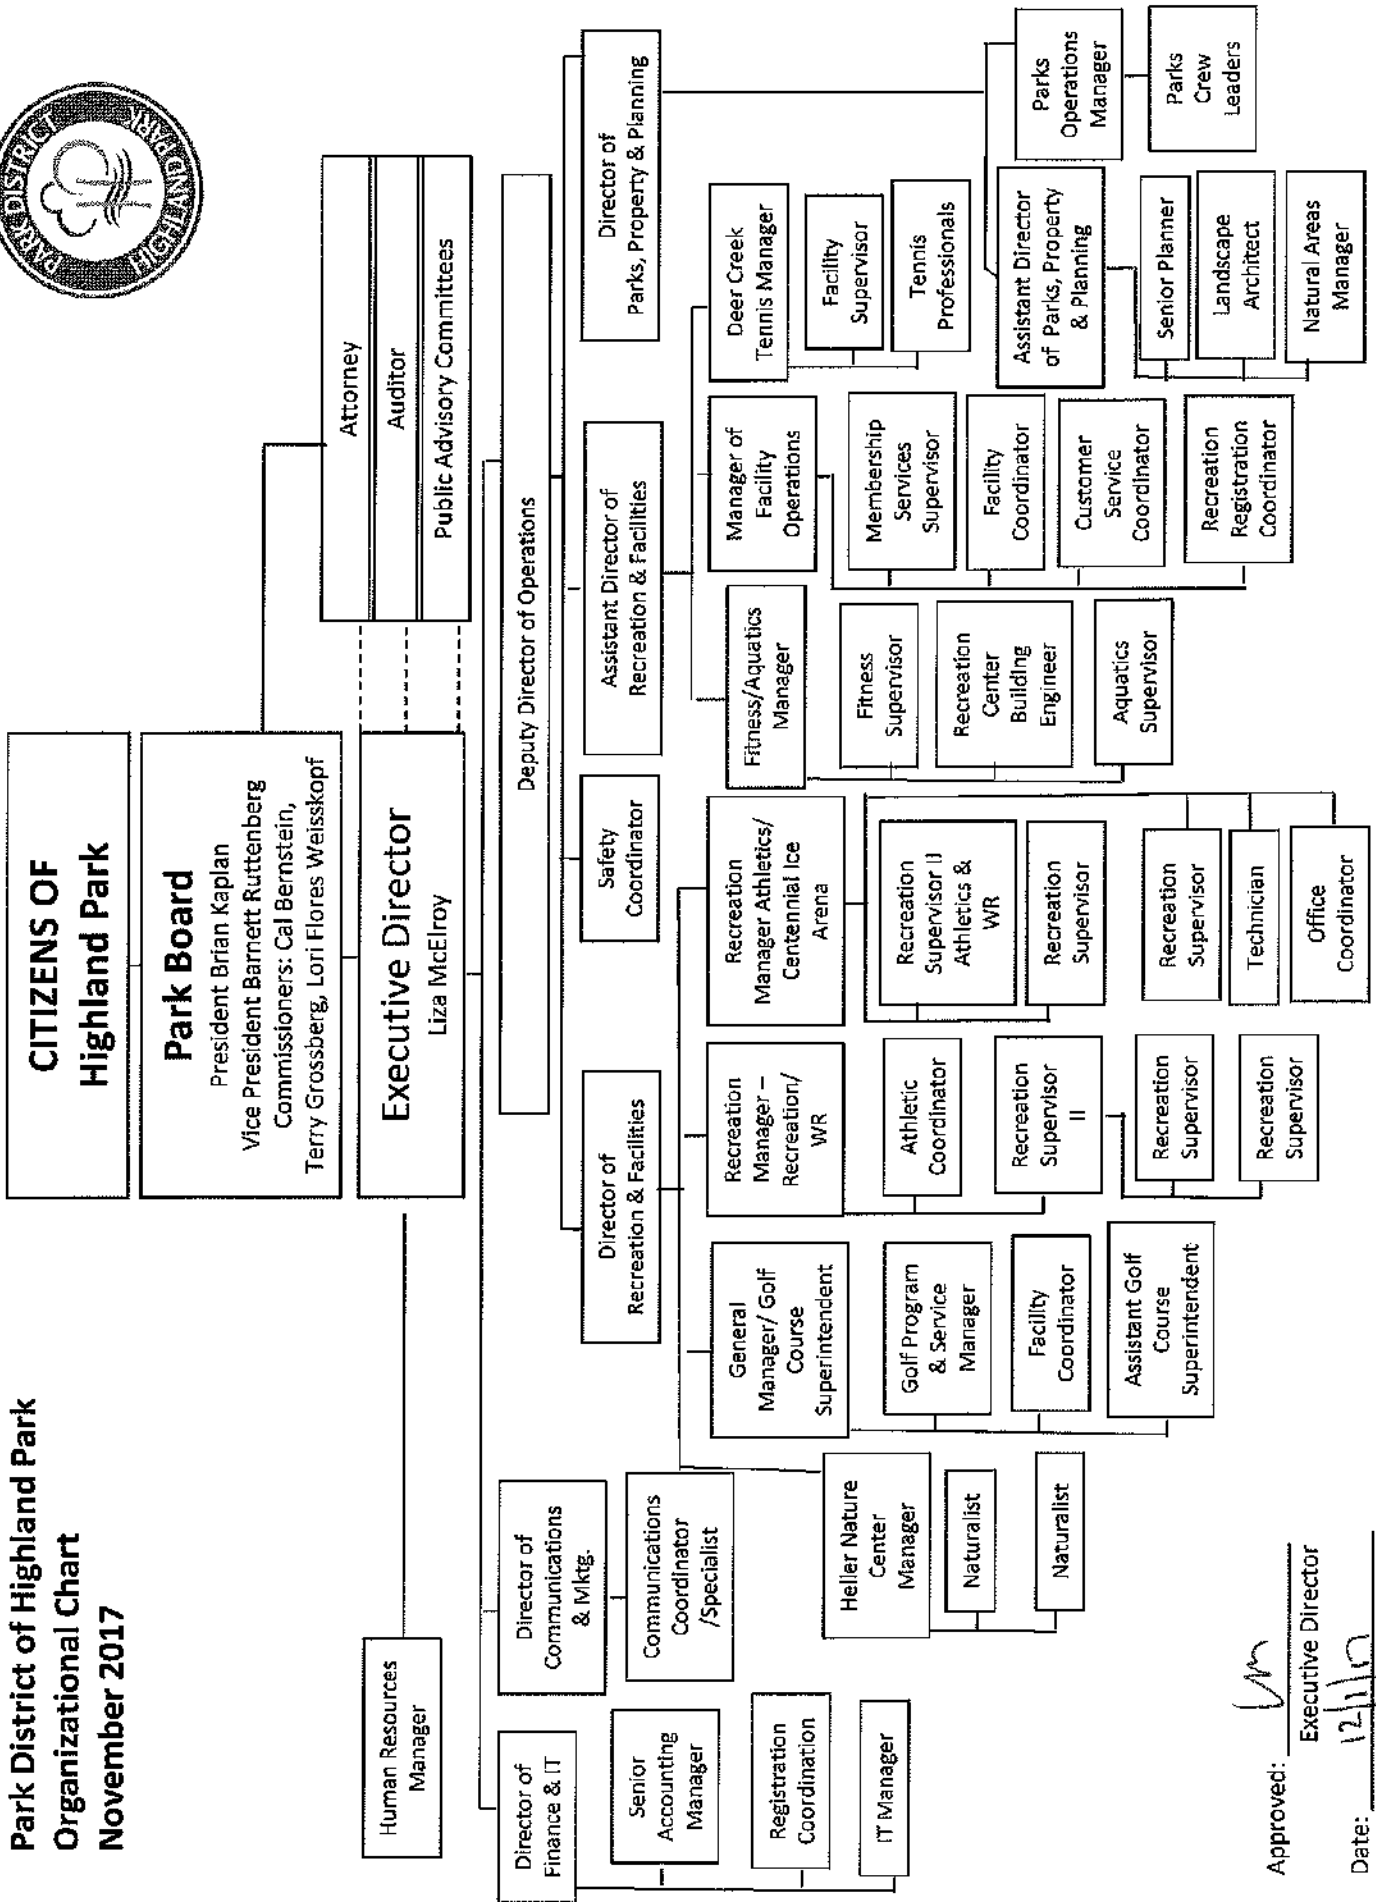 Park District of Highland Park
Organizational Chart
November 2017
PARK DISTRICT
HIGHLAND PARK
CITIZENS OF
Highland Park
Park Board
President Brian Kaplan
Vice President Barnett Ruttenberg
Commissioners: Cal Bernstein,
Terry Grossberg, Lori Flores Weisskopf
Attorney
Auditor
Public Advisory Committees
Executive Director
Liza McElroy
Human Resources
Manager
Director of
Finance & IT
Senior
Accounting
Manager
Registration
Coordination
IT Manager
Director of
Communications
& Mktg.
Communications
Coordinator
/Specialist
Deputy Director of Operations
Director of
Recreation & Facilities
Safety
Coordinator
Assistant Director of
Recreation & Facilities
Director of
Parks, Property & Planning
Heller Nature
Center
Manager
Naturalist
Naturalist
General
Manager/ Golf
Course
Superintendent
Golf Program
& Service
Manager
Facility
Coordinator
Assistant Golf
Course
Superintendent
Recreation
Manager –
Recreation/
WR
Athletic
Coordinator
Recreation
Supervisor
II
Recreation
Supervisor
Recreation
Supervisor
Recreation
Manager Athletics/
Centennial Ice
Arena
Recreation
Supervisor II
Athletics &
WR
Recreation
Supervisor
Recreation
Supervisor
Technician
Office
Coordinator
Fitness/Aquatics
Manager
Fitness
Supervisor
Recreation
Center
Building
Engineer
Aquatics
Supervisor
Manager of
Facility
Operations
Membership
Services
Supervisor
Facility
Coordinator
Customer
Service
Coordinator
Recreation
Registration
Coordinator
Deer Creek
Tennis Manager
Facility
Supervisor
Tennis
Professionals
Assistant Director
of Parks, Property
& Planning
Senior Planner
Landscape
Architect
Natural Areas
Manager
Parks
Operations
Manager
Parks
Crew
Leaders
Approved:
Executive Director
Date: 12/1/17